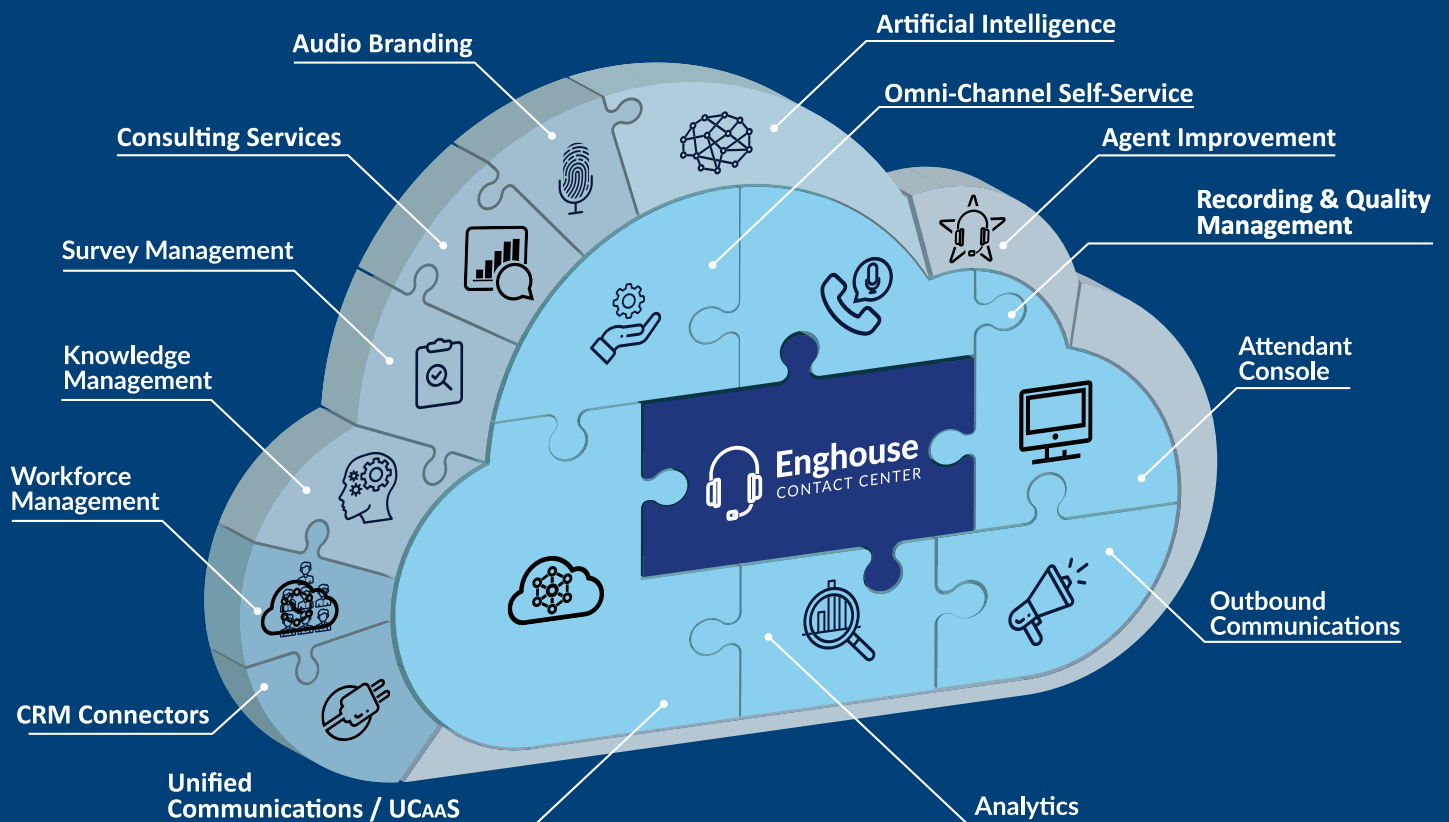 Artificial Intelligence
Audio Branding
Omni-Channel Self-Service
Consulting Services
Agent Improvement
Recording & Quality
Management
Survey Management
Knowledge
Management
Attendant
Console
Enghouse
CONTACT CENTER
Workforce
Management
Outbound
Communications
CRM Connectors
Unified
Communications / UCAAS
Analytics